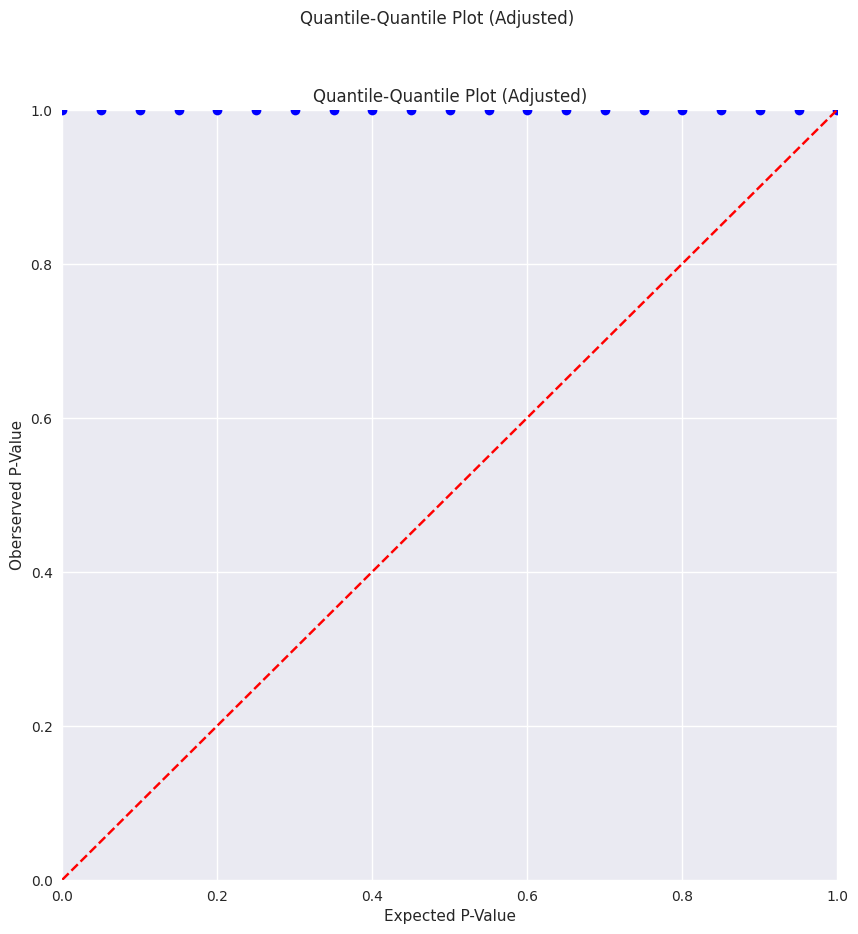 Quantile-Quantile Plot (Adjusted)
Quantile-Quantile Plot (Adjusted)
1.0
0.8
0.6
0.4
0.2
0.0
Oberserved P-Value
0.0 0.2 0.4 0.6 0.8 1.0
Expected P-Value